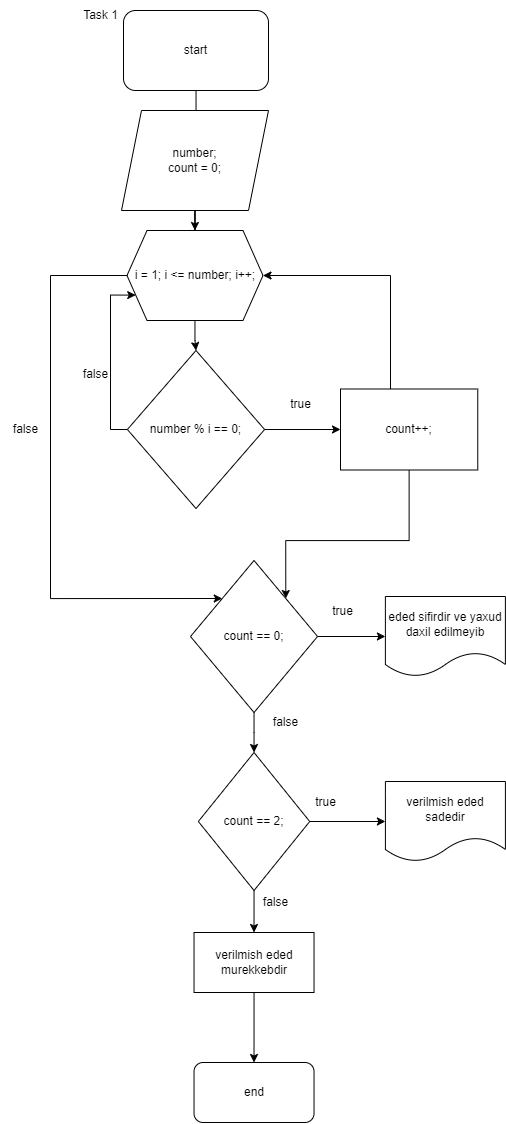 Task 1
start
number;
count = 0;
i = 1; i <= number; i++;
false
number % i == 0;
true
count++;
false
count == 0;
true
eded sifirdir ve yaxud
daxil edilmeyib
false
count == 2;
true
verilmish eded
sadedir
false
verilmish eded
murekkebdir
end